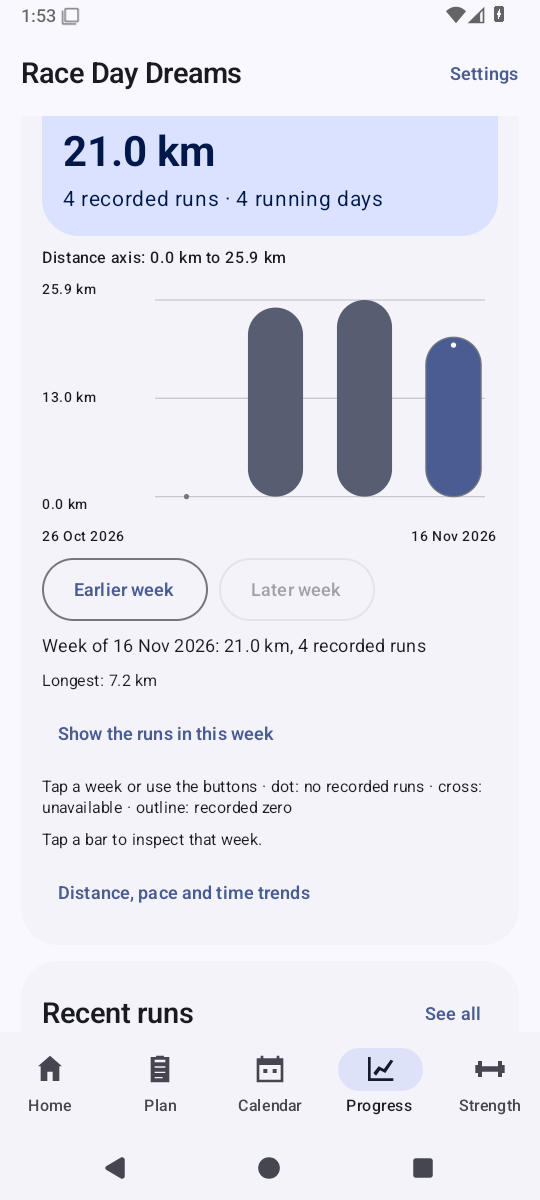 1:53
Race Day Dreams
Settings
21.0 km
4 recorded runs · 4 running days
Distance axis: 0.0 km to 25.9 km
25.9 km
13.0 km
0.0 km
26 Oct 2026
16 Nov 2026
Earlier week
Later week
Week of 16 Nov 2026: 21.0 km, 4 recorded runs
Longest: 7.2 km
Show the runs in this week
Tap a week or use the buttons · dot: no recorded runs · cross:
unavailable · outline: recorded zero
Tap a bar to inspect that week.
Distance, pace and time trends
Recent runs
See all
Home
Plan
Calendar
Progress
Strength